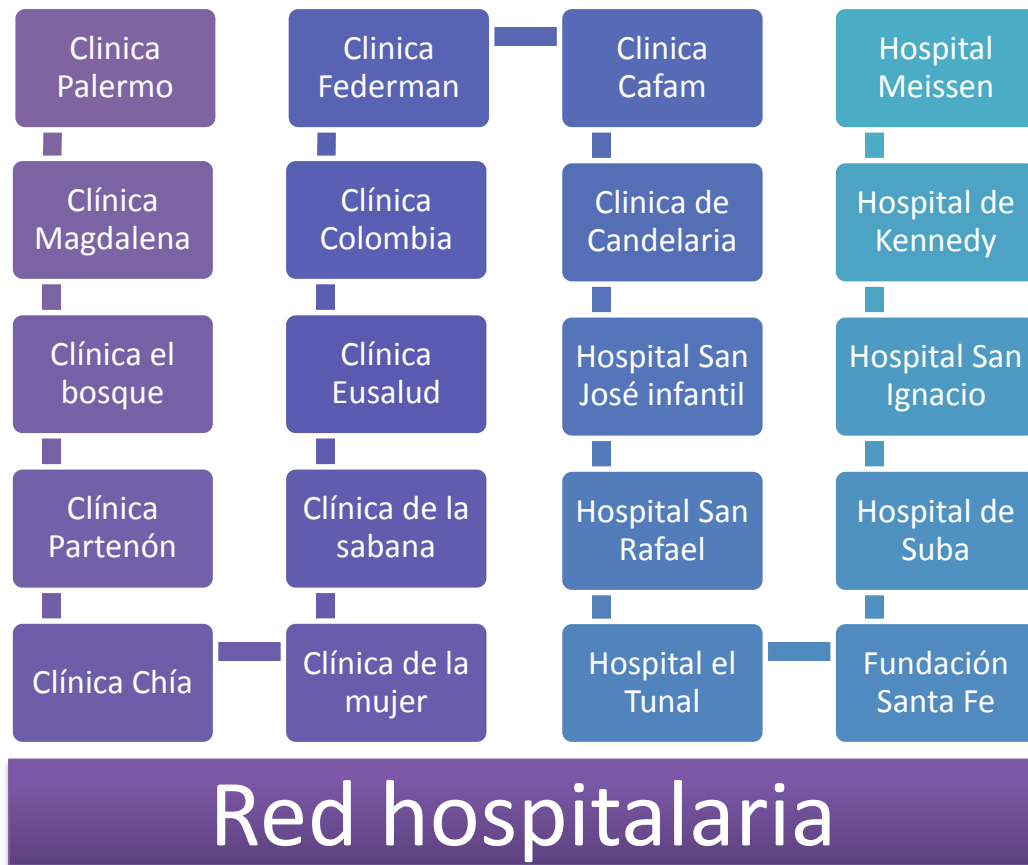 Clinica
Palermo
Clínica
Magdalena
Clínica el
bosque
Clínica
Partenón
Clínica Chía
Clínica de la
mujer
Clínica de la
sabana
Clínica
Eusalud
Clínica
Colombia
Clinica
Federman
Clinica
Cafam
Clinica de
Candelaria
Hospital San
José infantil
Hospital San
Rafael
Hospital el
Tunal
Fundación
Santa Fe
Hospital de
Suba
Hospital San
Ignacio
Hospital de
Kennedy
Hospital
Meissen
Red hospitalaria